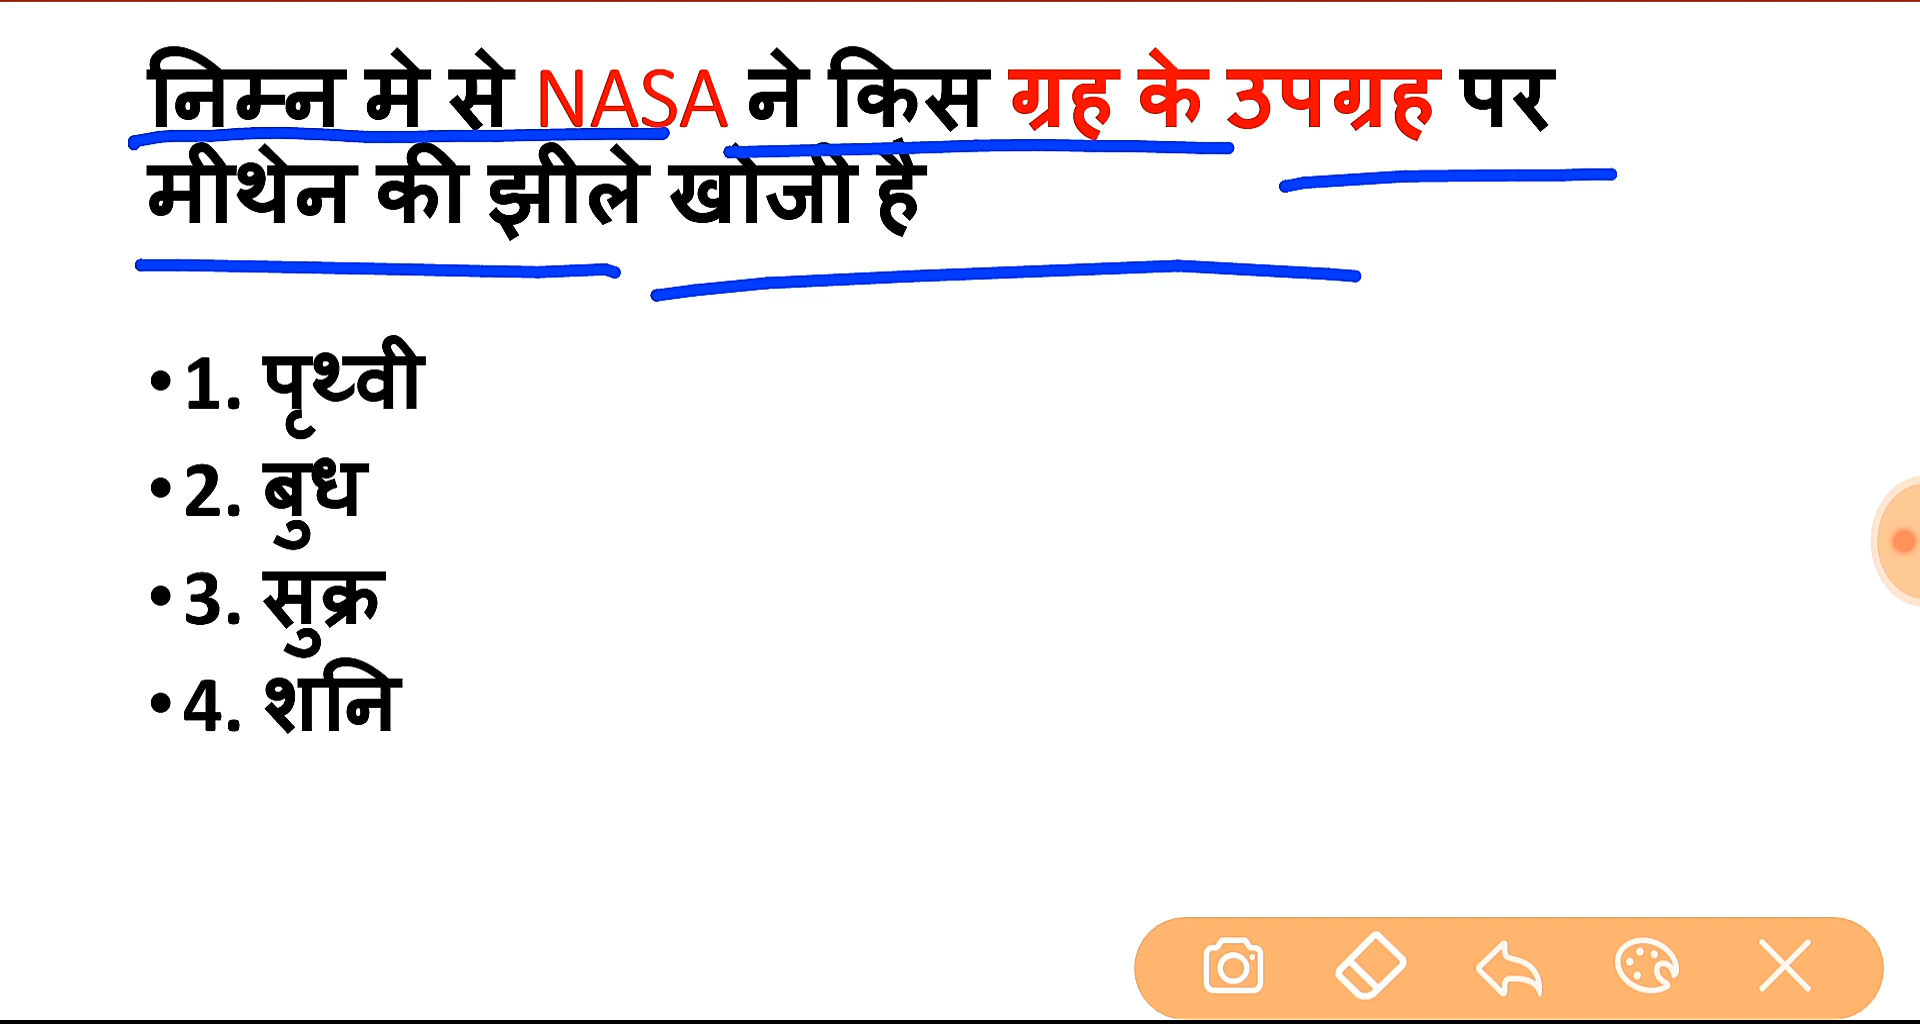 निम्न मे से NASA ने किस ग्रह के उपग्रह पर
मीथेन की झीले खोजी है
• 1. पृथ्वी
• 2. बुध
• 3. सुक्र
• 4. शनि